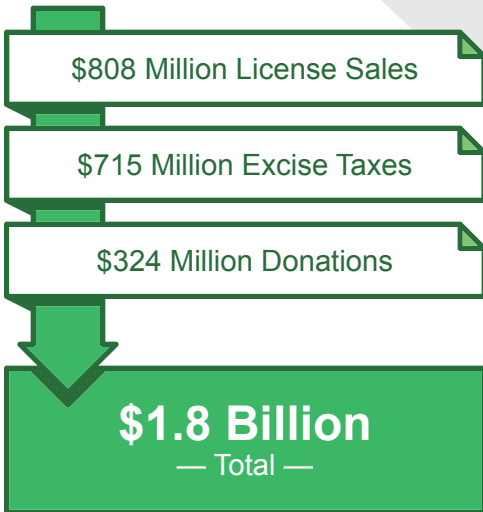 $808 Million License Sales
$715 Million Excise Taxes
$324 Million Donations
$1.8 Billion
— Total —